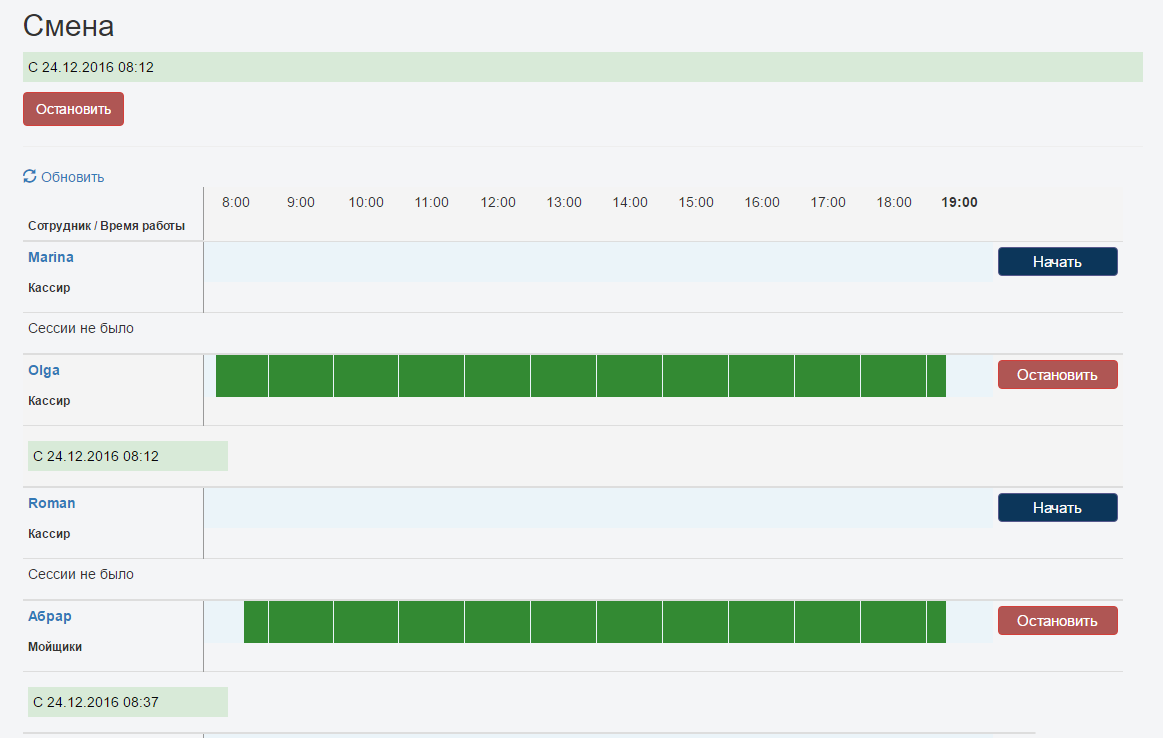 Смена
С 24.12.2016 08:12
Остановить
Обновить
8:00 9:00 10:00 11:00 12:00 13:00 14:00 15:00 16:00 17:00 18:00 19:00
Сотрудник / Время работы
Marina Начать
Кассир
Сессии не было
Olga Остановить
Кассир
С 24.12.2016 08:12
Roman Начать
Кассир
Сессии не было
Абрар Остановить
Мойщики
С 24.12.2016 08:37